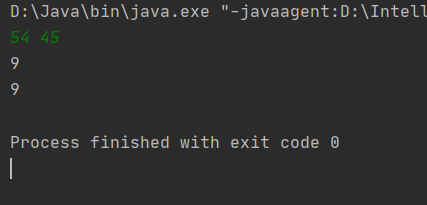 D:\Java\bin\java.exe "-javaagent:D:\Intell
54 45
9
9
Process finished with exit code 0